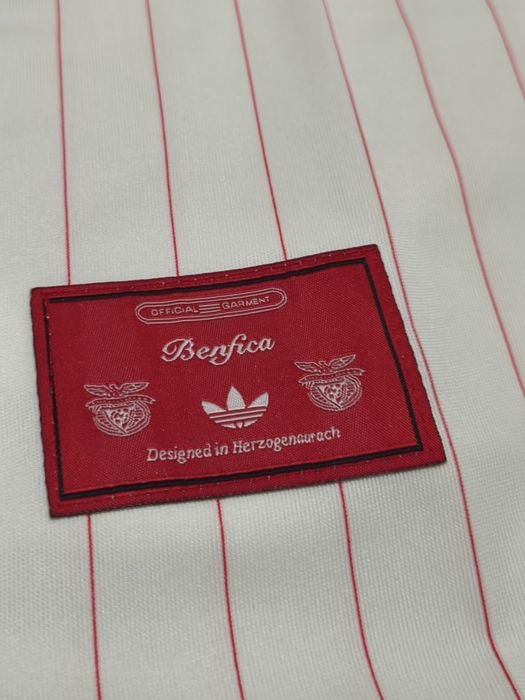 OFFICIAL GARMENT
Benfica
Designed in Herzogenaurach